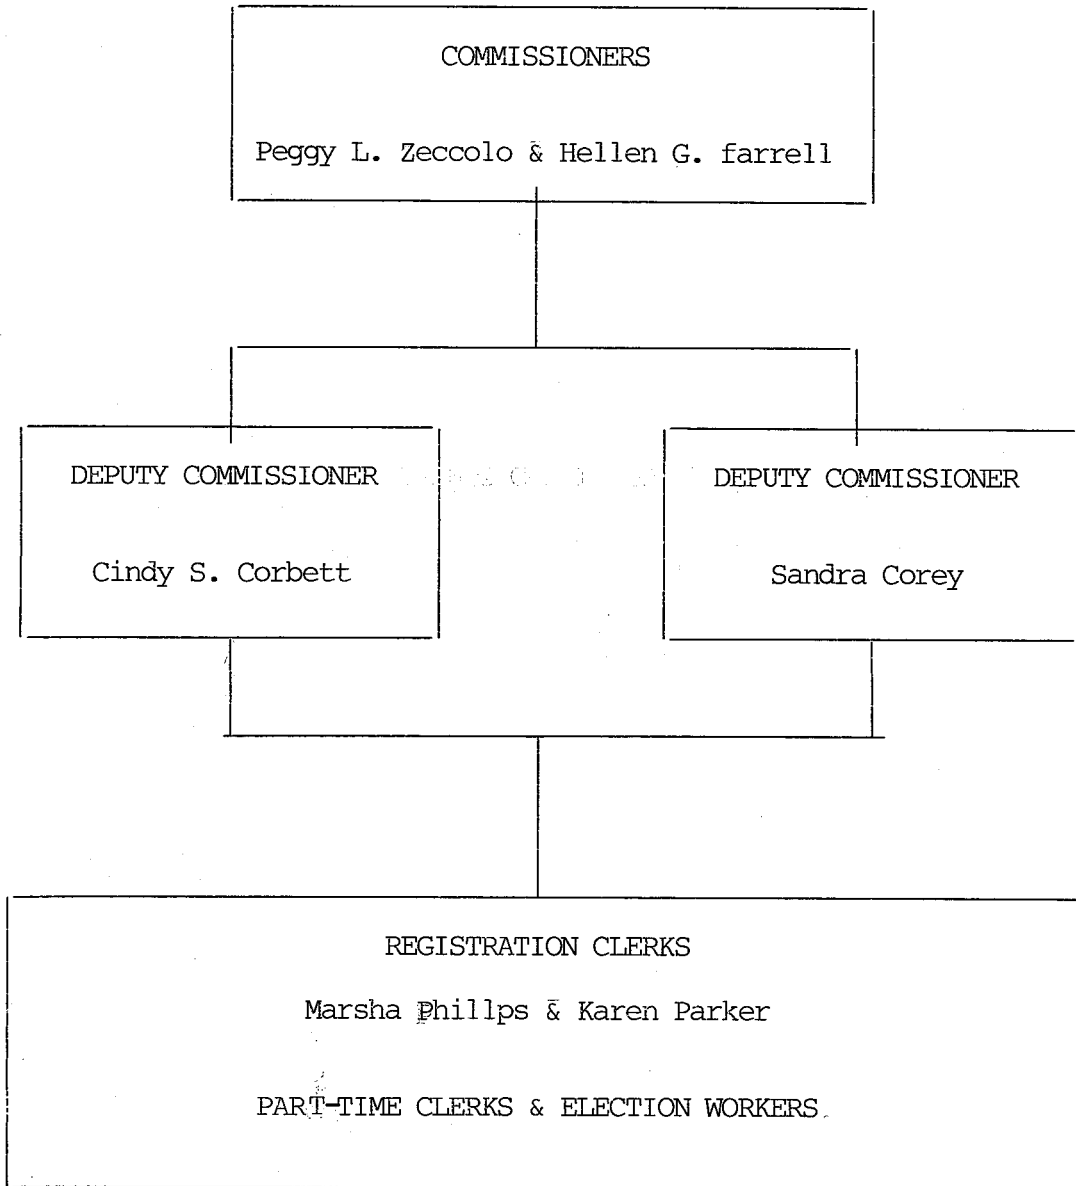 COMMISSIONERS
Peggy L. Zeccolo & Hellen G. farrell
DEPUTY COMMISSIONER
Cindy S. Corbett
DEPUTY COMMISSIONER
Sandra Corey
REGISTRATION CLERKS
Marsha Phillps & Karen Parker
PART-TIME CLERKS & ELECTION WORKERS